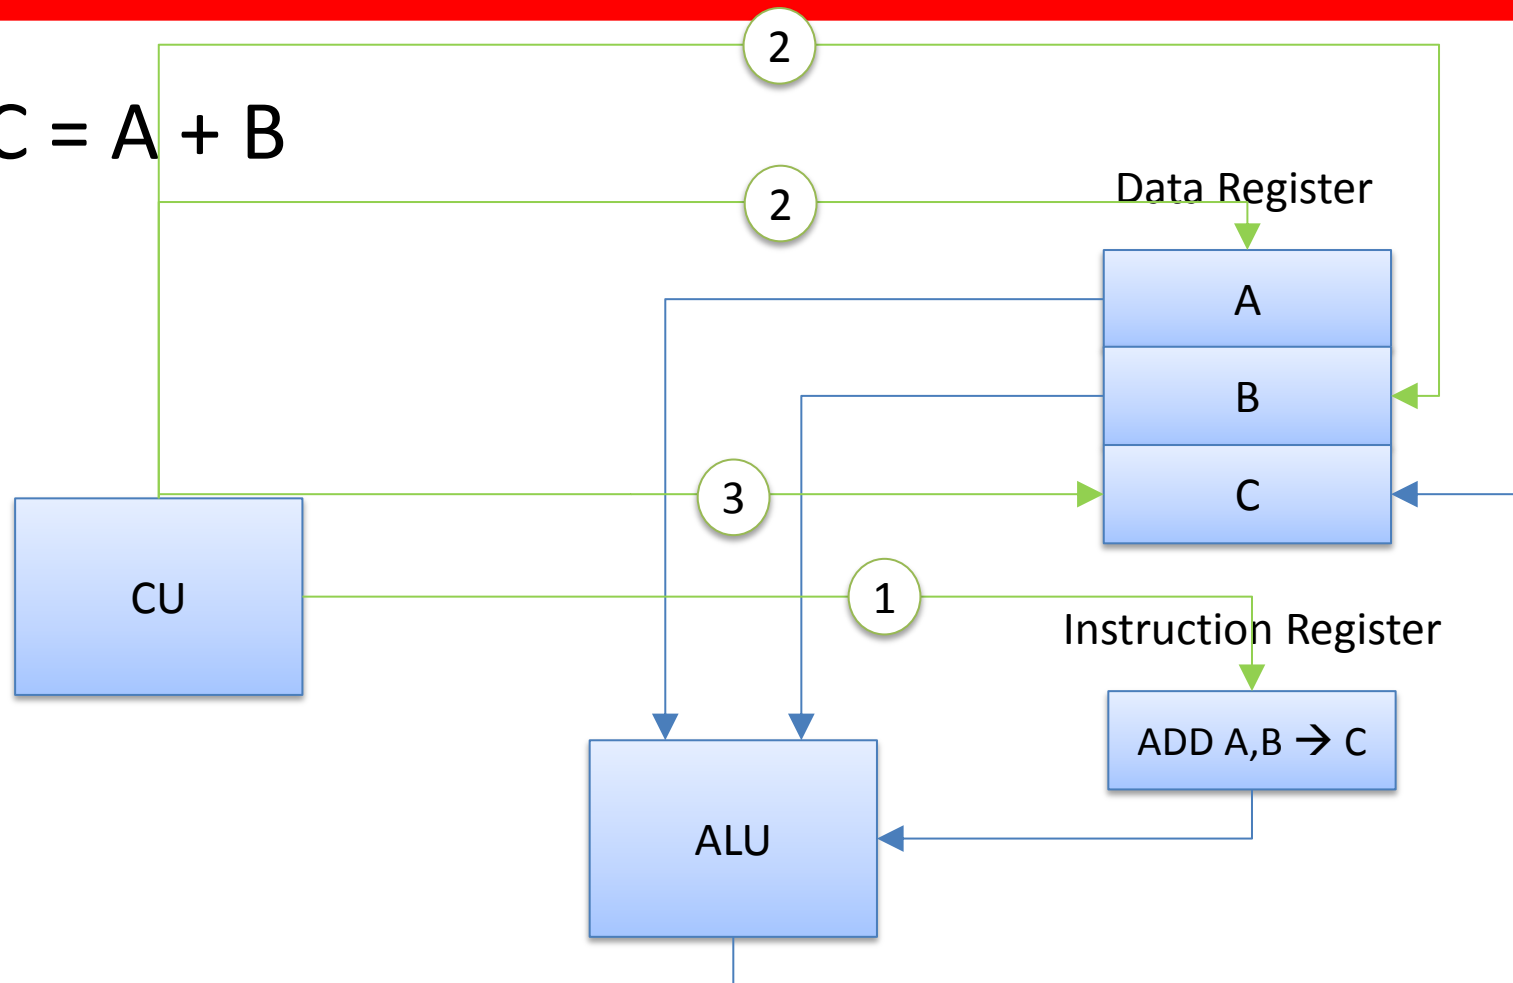 2
C = A + B
Data Register
2
A
B
3
C
CU
1
Instruction Register
ADD A,B → C
ALU